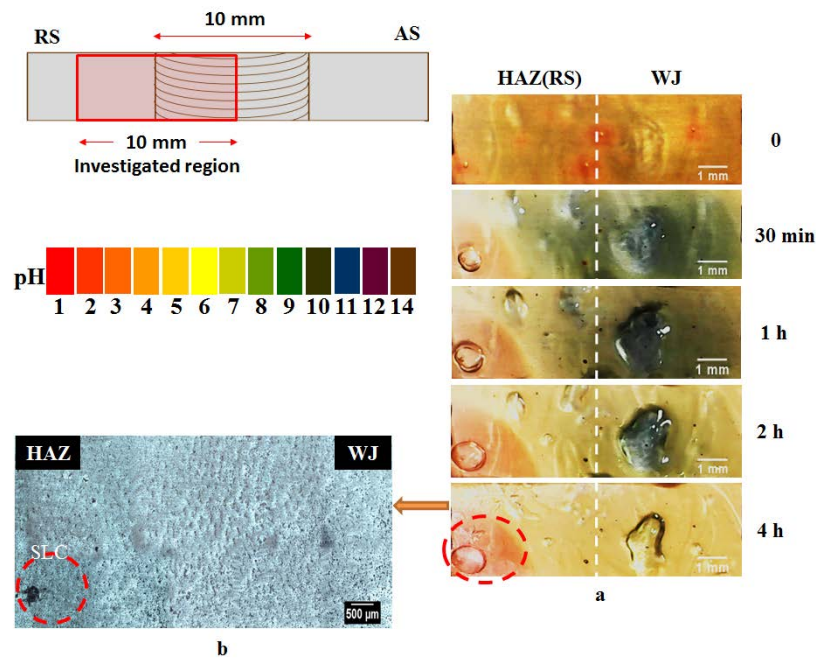 10 mm
RS
AS
10 mm
Investigated region
pH
1 2 3 4 5 6 7 8 9 10 11 12 14
HAZ(RS) WJ
0
1 mm
30 min
1 mm
1 h
1 mm
2 h
1 mm
4 h
1 mm
a
HAZ
WJ
SLC
500 µm
b